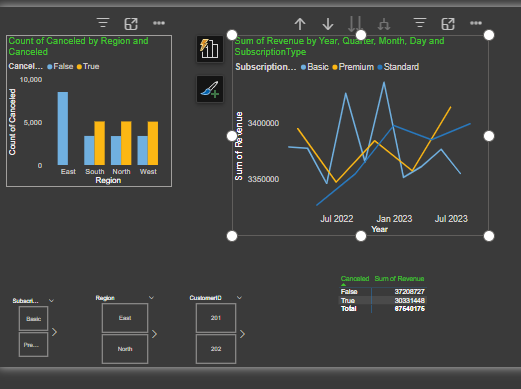 Count of Canceled by Region and
Canceled
Cancel... False True
10,000
5,000
0
Count of Canceled
East South North West
Region
Sum of Revenue by Year, Quarter, Month, Day and
SubscriptionType
Subscription... Basic Premium Standard
3400000
3350000
Sum of Revenue
Jul 2022 Jan 2023 Jul 2023
Year
Canceled Sum of Revenue
False 37208727
True 30331448
Total 67540175
Subscri...
Basic
Pre...
Region
East
North
CustomerID
201
202